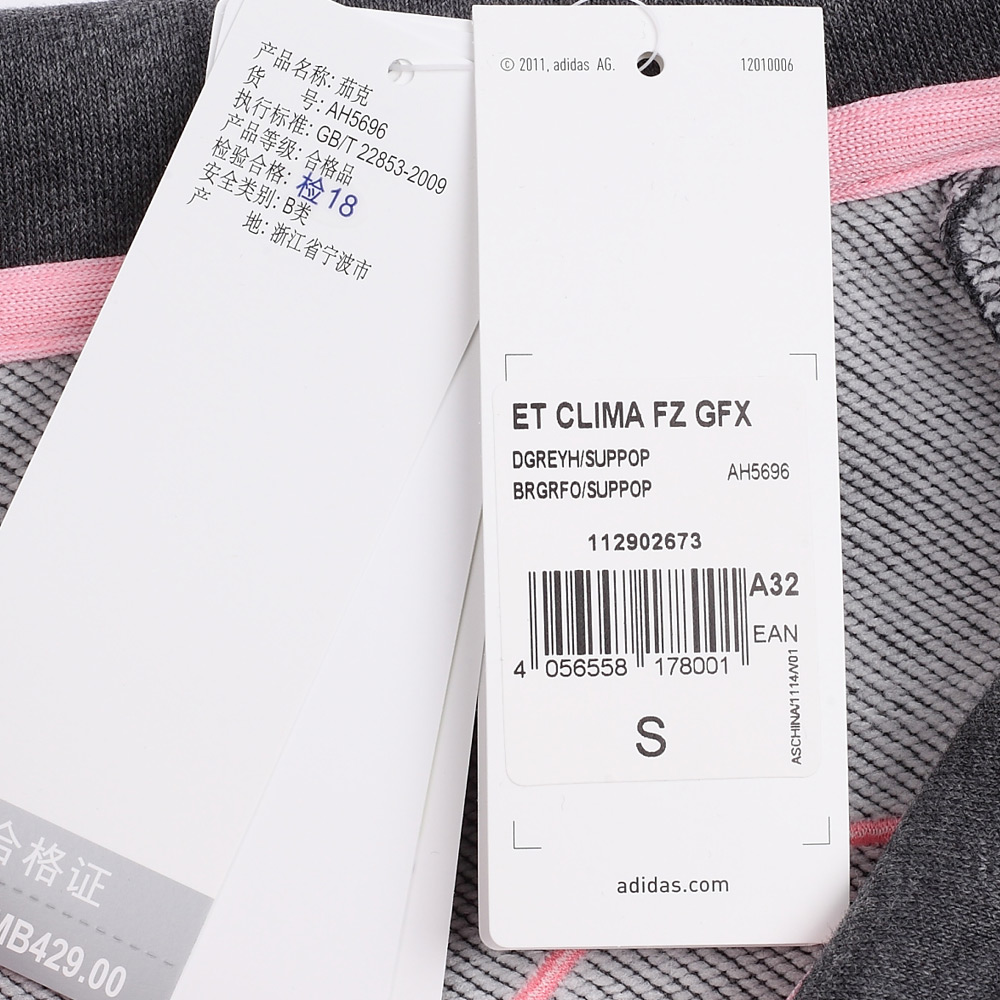 产品名称: 茄克
货 号: AH5696
执行标准: GB/T 22853-2009
产品等级: 合格品
检验合格: 检18
安全类别: B类
产 地: 浙江省宁波市
合格证
MB429.00
© 2011, adidas AG. 12010006
ET CLIMA FZ GFX
DGREYH/SUPPOP
BRGRFO/SUPPOP
AH5696
112902673
A32
EAN
4 056558 178001
ASCHINA/1114/V01
S
adidas.com